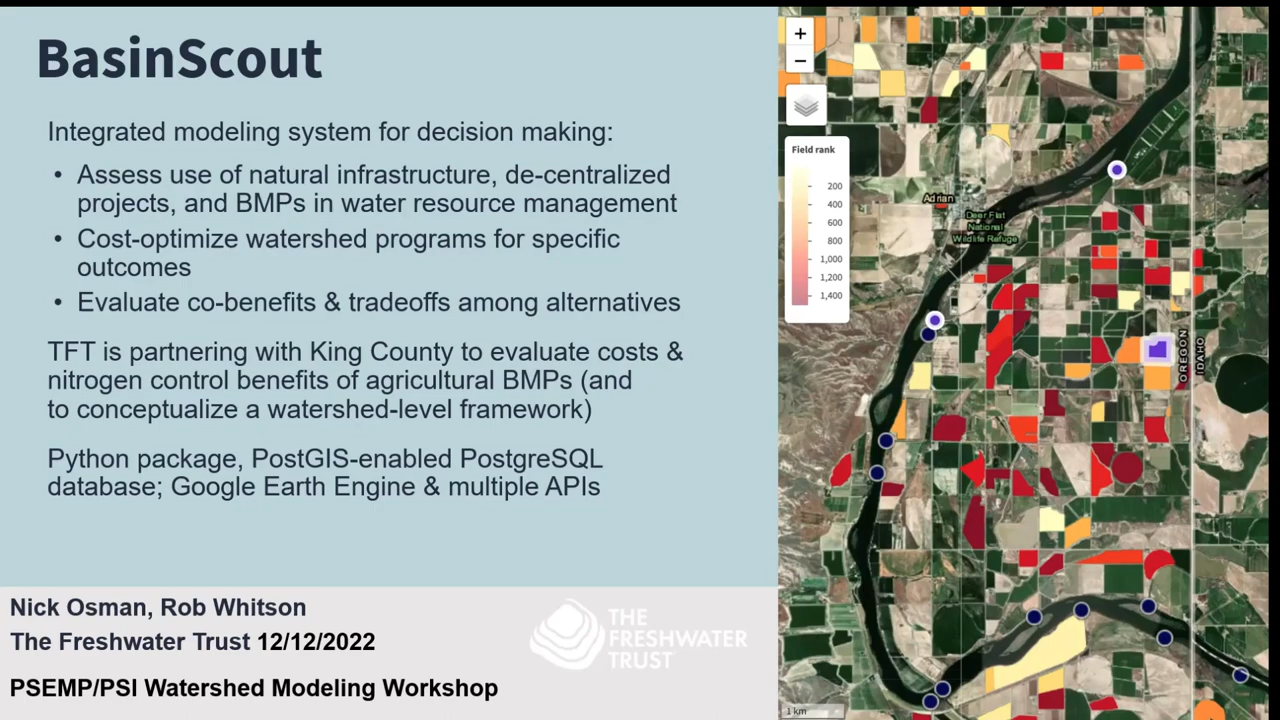 BasinScout
Integrated modeling system for decision making:
• Assess use of natural infrastructure, de-centralized
projects, and BMPs in water resource management
• Cost-optimize watershed programs for specific
outcomes
• Evaluate co-benefits & tradeoffs among alternatives
TFT is partnering with King County to evaluate costs &
nitrogen control benefits of agricultural BMPs (and
to conceptualize a watershed-level framework)
Python package, PostGIS-enabled PostgreSQL
database; Google Earth Engine & multiple APIs
Nick Osman, Rob Whitson
The Freshwater Trust 12/12/2022
PSEMP/PSI Watershed Modeling Workshop
THE
FRESHWATER
TRUST
+
−
Field rank
200
400
600
800
1,000
1,200
1,400
Adrian
Deer Flat
National
Wildlife Refuge
OREGON
IDAHO
1 km